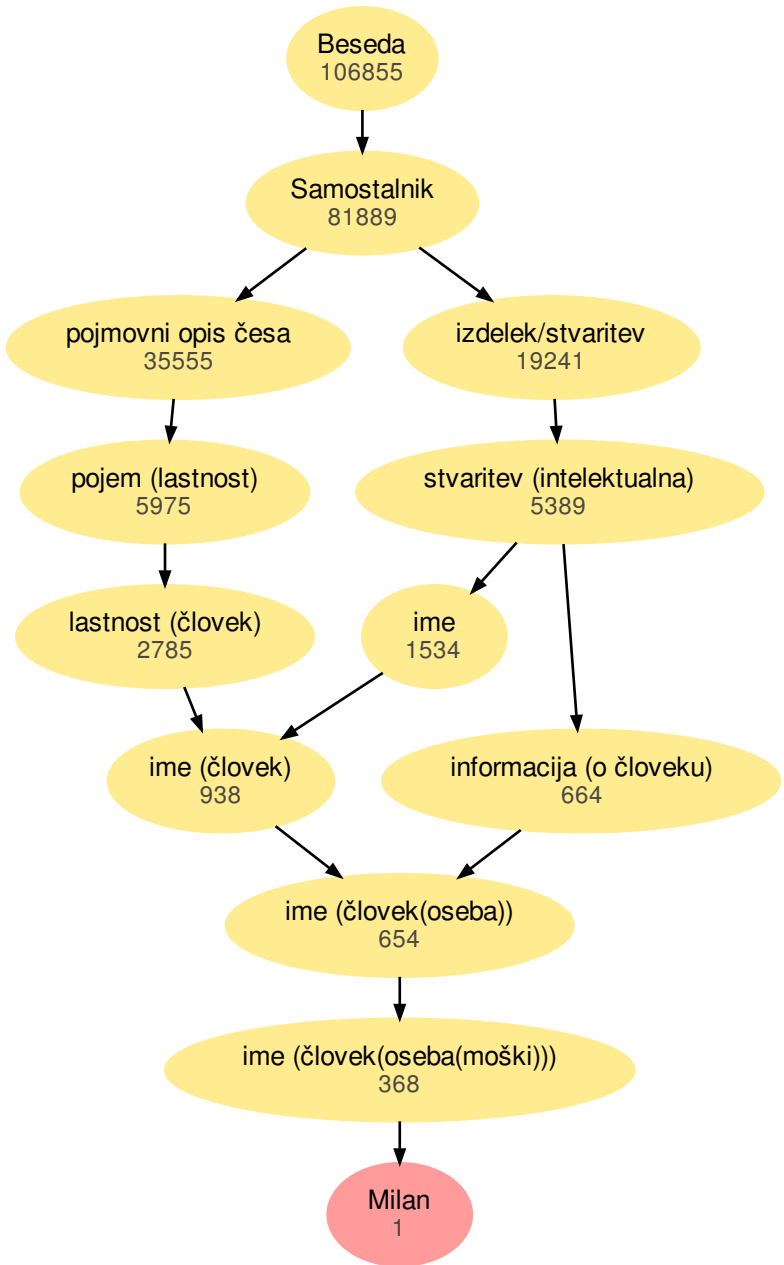 Beseda
106855
Samostalnik
81889
pojmovni opis česa
35555
izdelek/stvaritev
19241
pojem (lastnost)
5975
stvaritev (intelektualna)
5389
lastnost (človek)
2785
ime
1534
ime (človek)
938
informacija (o človeku)
664
ime (človek(oseba))
654
ime (človek(oseba(moški)))
368
Milan
1